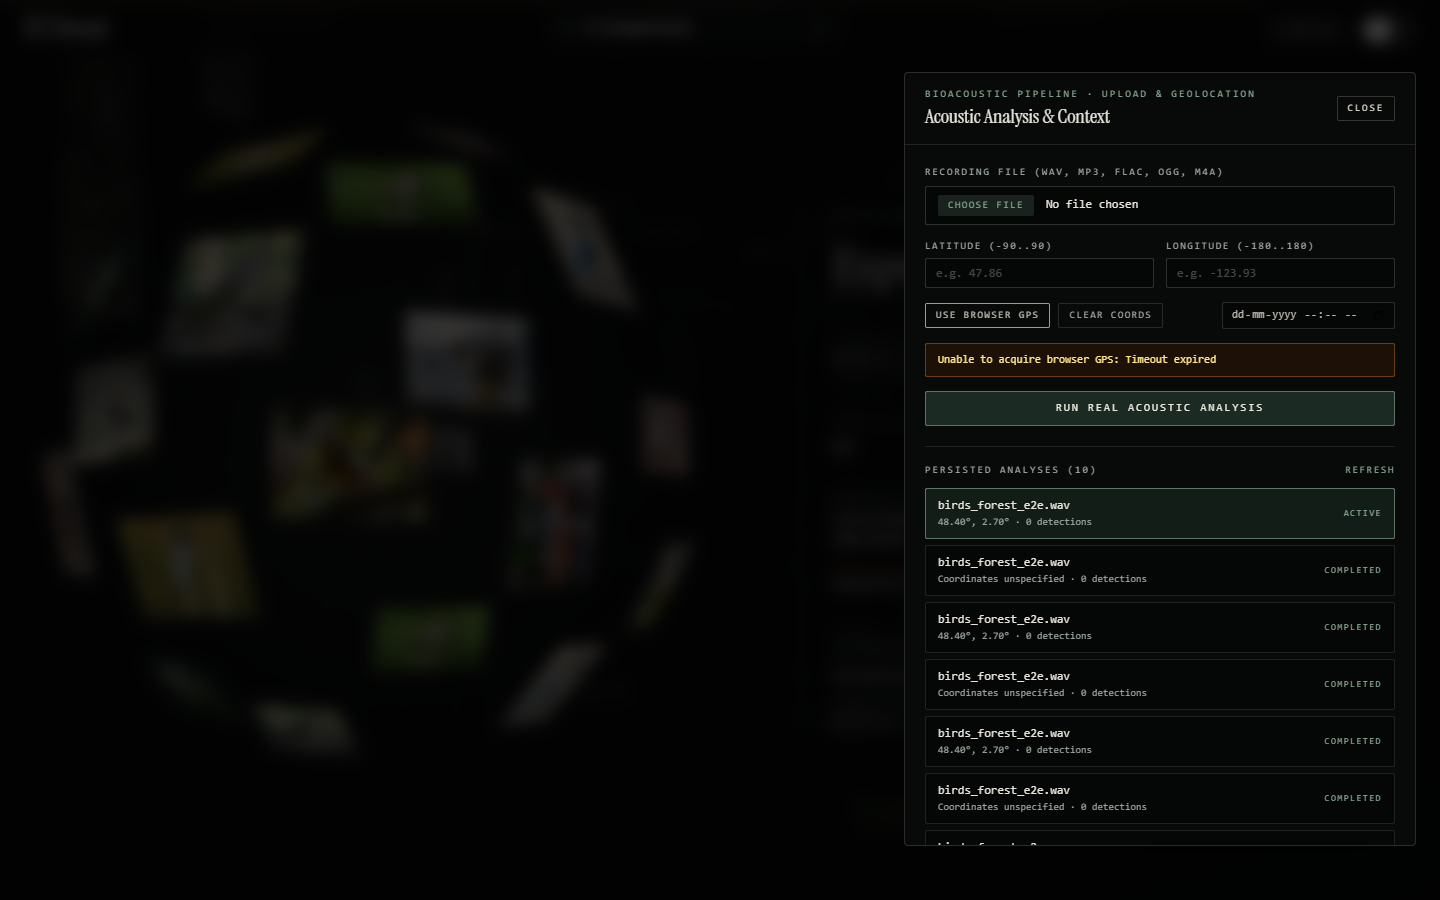 BIOACOUSTIC PIPELINE · UPLOAD & GEOLOCATION
Acoustic Analysis & Context
CLOSE
RECORDING FILE (WAV, MP3, FLAC, OGG, M4A)
CHOOSE FILE No file chosen
LATITUDE (-90..90) LONGITUDE (-180..180)
e.g. 47.86 e.g. -123.93
USE BROWSER GPS CLEAR COORDS dd-mm-yyyy --:-- --
Unable to acquire browser GPS: Timeout expired
RUN REAL ACOUSTIC ANALYSIS
PERSISTED ANALYSES (10) REFRESH
birds_forest_e2e.wav
48.40°, 2.70° · 0 detections
ACTIVE
birds_forest_e2e.wav
Coordinates unspecified · 0 detections
COMPLETED
birds_forest_e2e.wav
48.40°, 2.70° · 0 detections
COMPLETED
birds_forest_e2e.wav
Coordinates unspecified · 0 detections
COMPLETED
birds_forest_e2e.wav
48.40°, 2.70° · 0 detections
COMPLETED
birds_forest_e2e.wav
Coordinates unspecified · 0 detections
COMPLETED